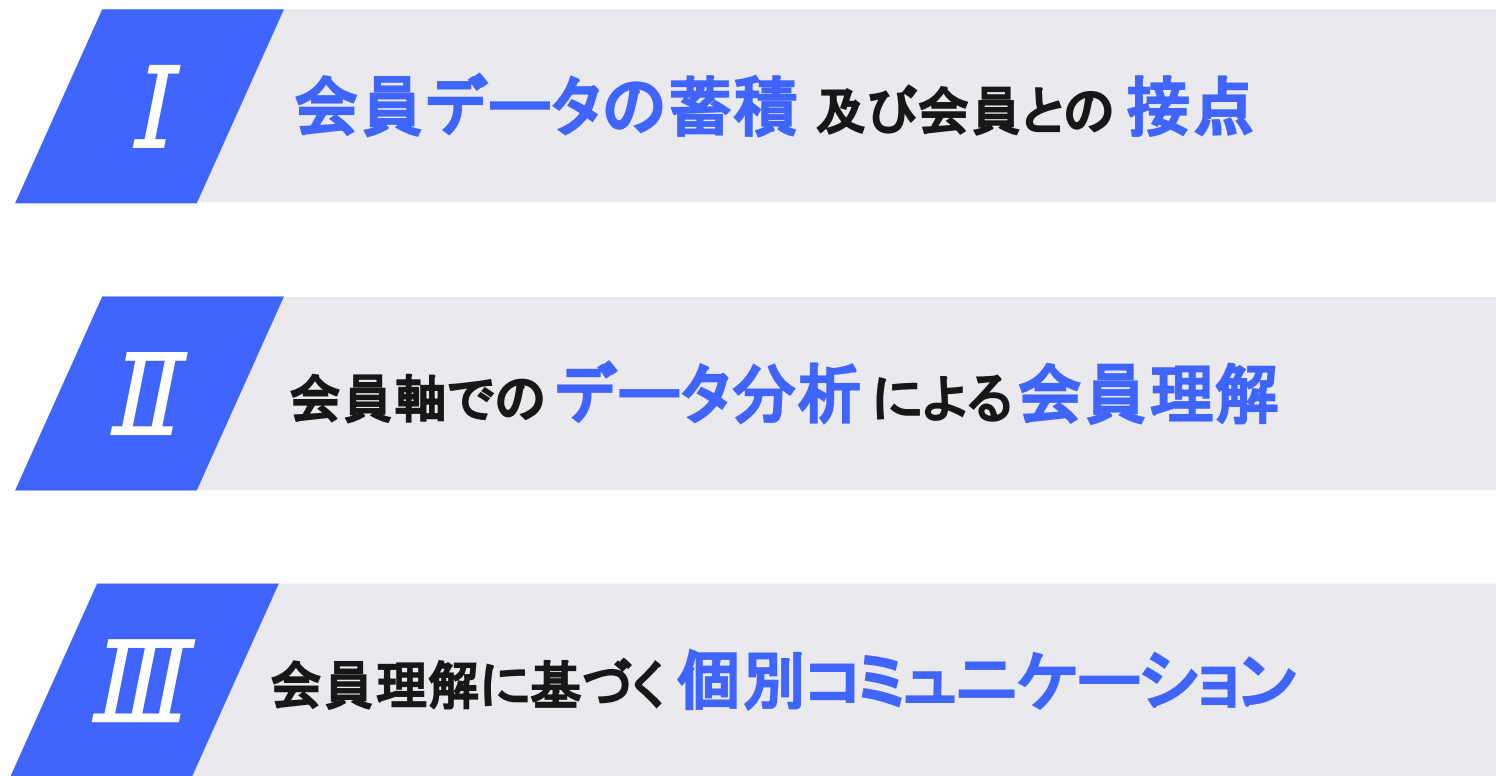 Ⅰ 会員データの蓄積 及び会員との 接点
Ⅱ 会員軸での データ分析 による 会員理解
Ⅲ 会員理解に基づく 個別コミュニケーション